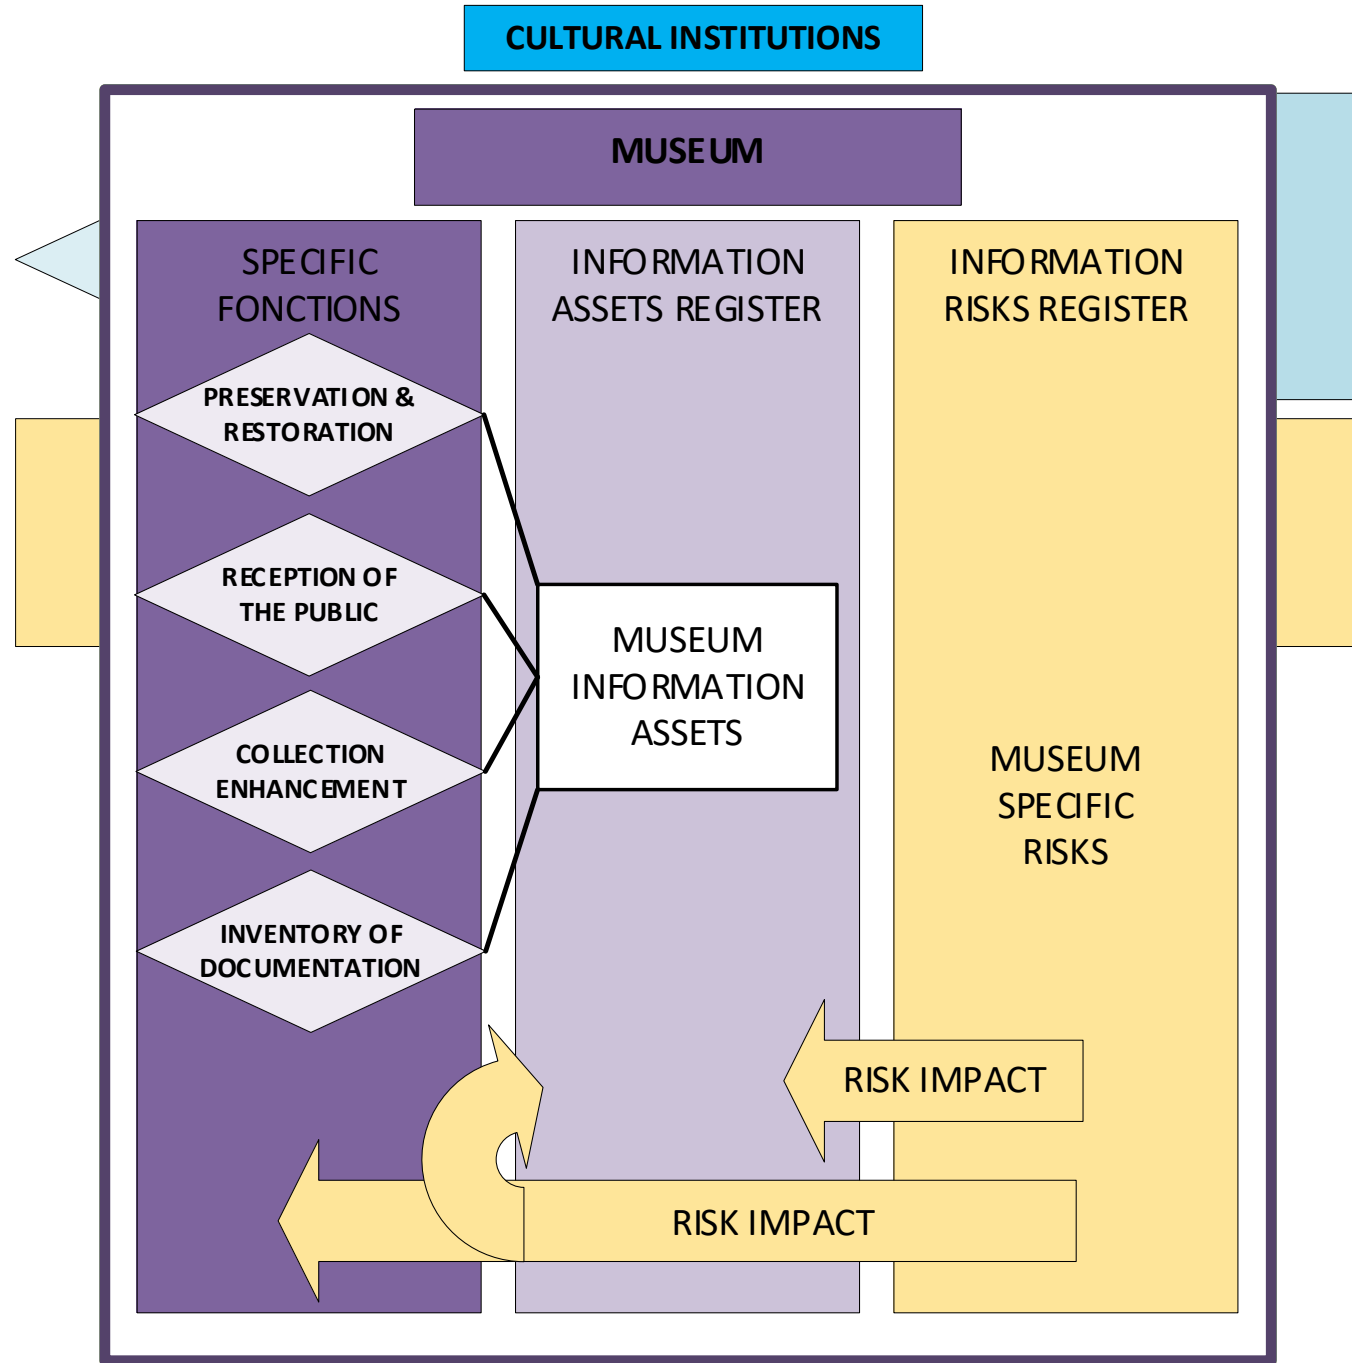 CULTURAL INSTITUTIONS
MUSEUM
SPECIFIC
FONCTIONS
PRESERVATION &
RESTORATION
RECEPTION OF
THE PUBLIC
COLLECTION
ENHANCEMENT
INVENTORY OF
DOCUMENTATION
INFORMATION
ASSETS REGISTER
MUSEUM
INFORMATION
ASSETS
INFORMATION
RISKS REGISTER
MUSEUM
SPECIFIC
RISKS
RISK IMPACT
RISK IMPACT